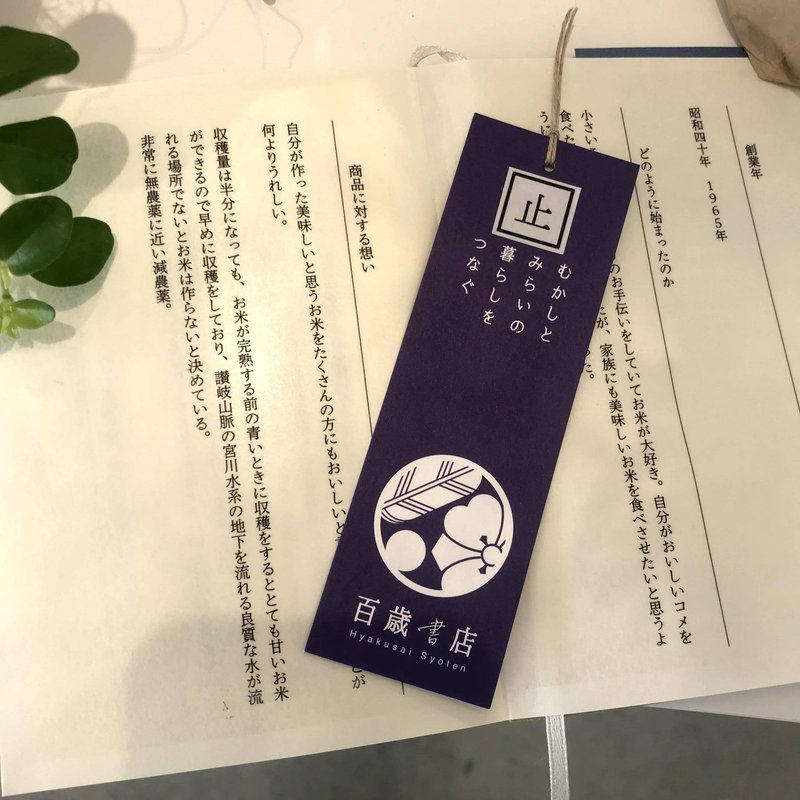 創業年
昭和四十年 1965年
どのように始まったのか
小さい
のお手伝いをしていてお米が大好き。自分がおいしいコメを
食べた
たが、家族にも美味しいお米を食べさせたいと思うよ
うに
た。
止
むかしと
みらいの
暮らしを
つなぐ
百歳書店
Hyakusai Syoten
商品に対する想い
自分が作った美味しいと思うお米をたくさんの方にもおいしいと
が
何よりうれしい。
収穫量は半分になっても、お米が完熟する前の青いときに収穫をするととても甘いお米
ができるので早めに収穫をしており、讃岐山脈の宮川水系の地下を流れる良質な水が流
れる場所でないとお米は作らないと決めている。
非常に無農薬に近い減農薬。